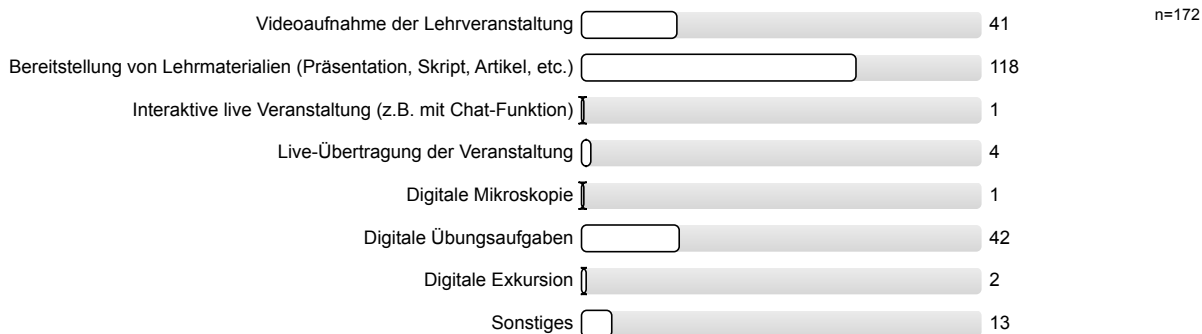 Videoaufnahme der Lehrveranstaltung 41 n=172
Bereitstellung von Lehrmaterialien (Präsentation, Skript, Artikel, etc.) 118
Interaktive live Veranstaltung (z.B. mit Chat-Funktion) 1
Live-Übertragung der Veranstaltung 4
Digitale Mikroskopie 1
Digitale Übungsaufgaben 42
Digitale Exkursion 2
Sonstiges 13